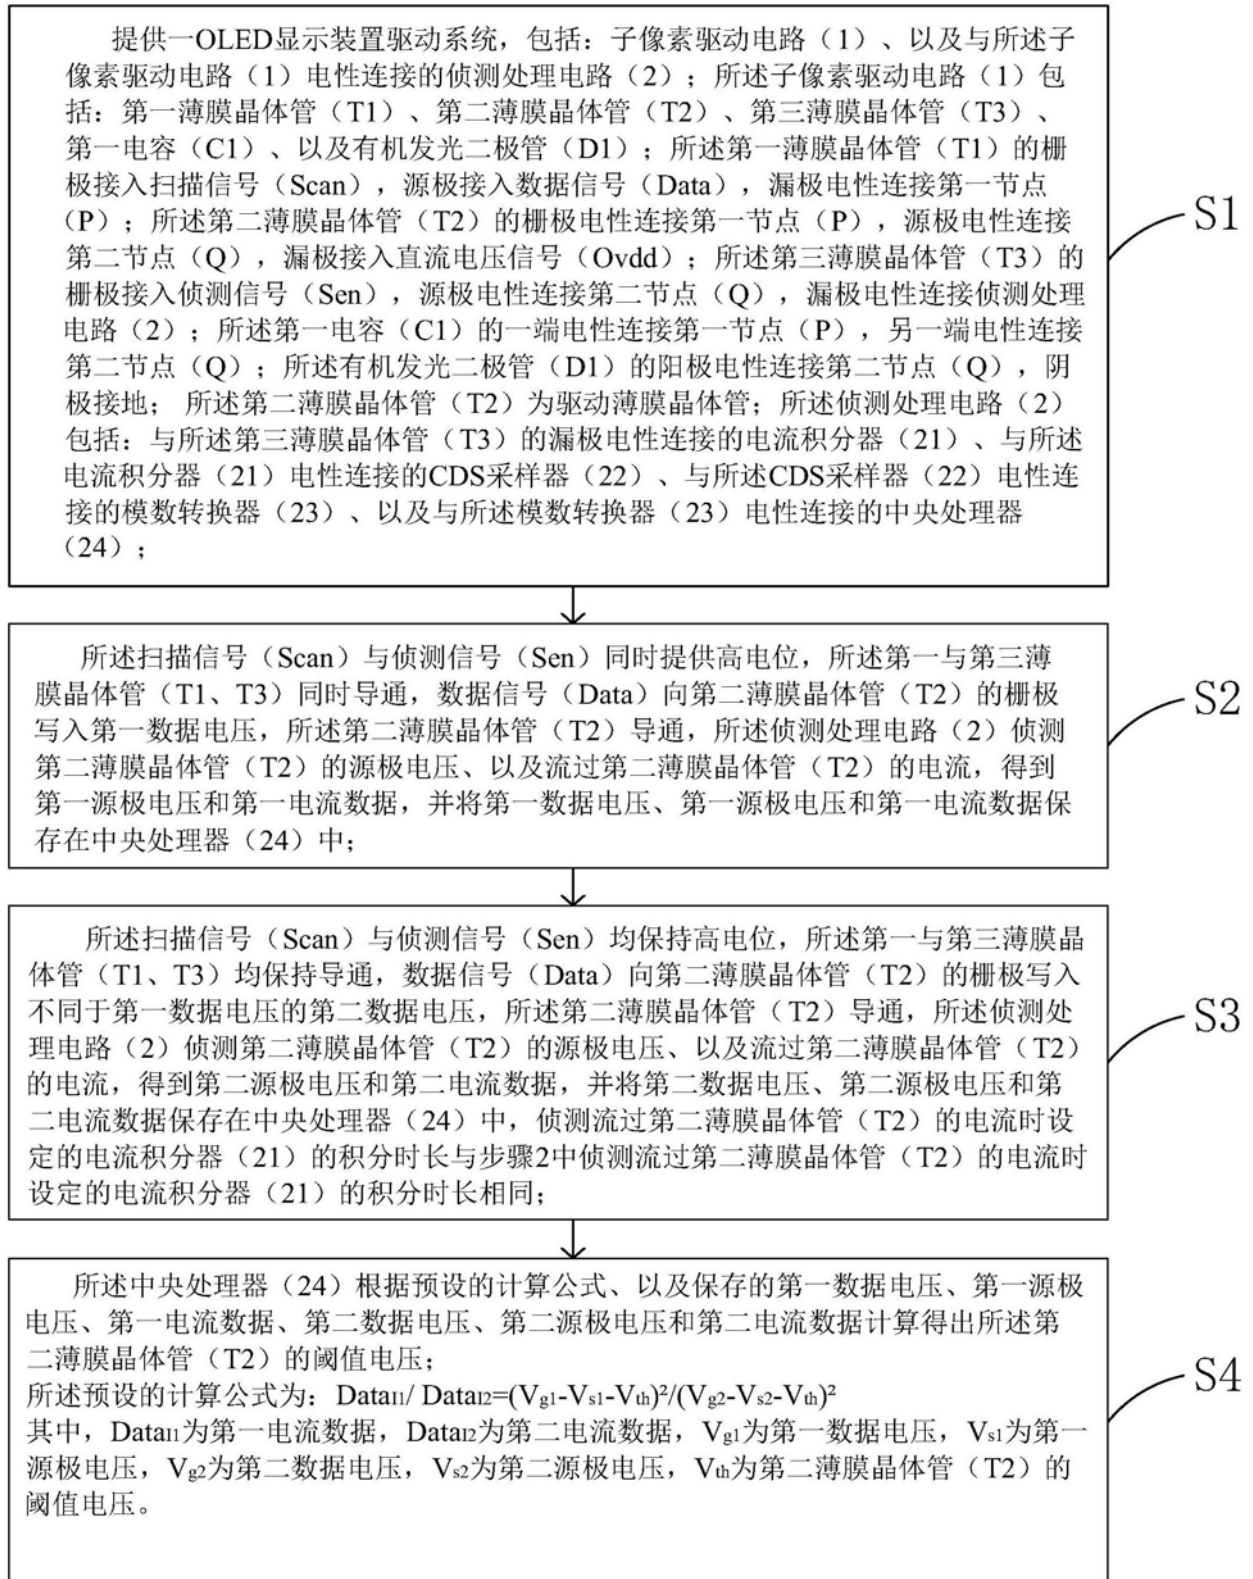 提供一OLED显示装置驱动系统，包括：子像素驱动电路（1）、以及与所述子
像素驱动电路（1）电性连接的侦测处理电路（2）；所述子像素驱动电路（1）包
括：第一薄膜晶体管（T1）、第二薄膜晶体管（T2）、第三薄膜晶体管（T3）、
第一电容（C1）、以及有机发光二极管（D1）；所述第一薄膜晶体管（T1）的栅
极接入扫描信号（Scan），源极接入数据信号（Data），漏极电性连接第一节点
（P）；所述第二薄膜晶体管（T2）的栅极电性连接第一节点（P），源极电性连接
第二节点（Q），漏极接入直流电压信号（Ovdd）；所述第三薄膜晶体管（T3）的
栅极接入侦测信号（Sen），源极电性连接第二节点（Q），漏极电性连接侦测处理
电路（2）；所述第一电容（C1）的一端电性连接第一节点（P），另一端电性连接
第二节点（Q）；所述有机发光二极管（D1）的阳极电性连接第二节点（Q），阴
极接地； 所述第二薄膜晶体管（T2）为驱动薄膜晶体管；所述侦测处理电路（2）
包括：与所述第三薄膜晶体管（T3）的漏极电性连接的电流积分器（21）、与所述
电流积分器（21）电性连接的CDS采样器（22）、与所述CDS采样器（22）电性连
接的模数转换器（23）、以及与所述模数转换器（23）电性连接的中央处理器
（24）；
S1
所述扫描信号（Scan）与侦测信号（Sen）同时提供高电位，所述第一与第三薄
膜晶体管（T1、T3）同时导通，数据信号（Data）向第二薄膜晶体管（T2）的栅极
写入第一数据电压，所述第二薄膜晶体管（T2）导通，所述侦测处理电路（2）侦测
第二薄膜晶体管（T2）的源极电压、以及流过第二薄膜晶体管（T2）的电流，得到
第一源极电压和第一电流数据，并将第一数据电压、第一源极电压和第一电流数据保
存在中央处理器（24）中；
S2
所述扫描信号（Scan）与侦测信号（Sen）均保持高电位，所述第一与第三薄膜晶
体管（T1、T3）均保持导通，数据信号（Data）向第二薄膜晶体管（T2）的栅极写入
不同于第一数据电压的第二数据电压，所述第二薄膜晶体管（T2）导通，所述侦测处
理电路（2）侦测第二薄膜晶体管（T2）的源极电压、以及流过第二薄膜晶体管（T2）
的电流，得到第二源极电压和第二电流数据，并将第二数据电压、第二源极电压和第
二电流数据保存在中央处理器（24）中，侦测流过第二薄膜晶体管（T2）的电流时设
定的电流积分器（21）的积分时长与步骤2中侦测流过第二薄膜晶体管（T2）的电流时
设定的电流积分器（21）的积分时长相同；
S3
所述中央处理器（24）根据预设的计算公式、以及保存的第一数据电压、第一源极
电压、第一电流数据、第二数据电压、第二源极电压和第二电流数据计算得出所述第
二薄膜晶体管（T2）的阈值电压；
所述预设的计算公式为：Data_{I1}/ Data_{I2}=(V_{g1}-V_{s1}-V_{th})²/(V_{g2}-V_{s2}-V_{th})²
其中，Data_{I1}为第一电流数据，Data_{I2}为第二电流数据，V_{g1}为第一数据电压，V_{s1}为第一
源极电压，V_{g2}为第二数据电压，V_{s2}为第二源极电压，V_{th}为第二薄膜晶体管（T2）的
阈值电压。
S4